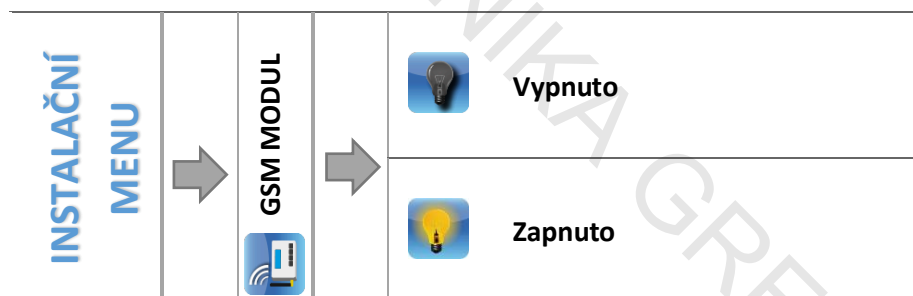 INSTALAČNÍ
MENU
GSM MODUL
Vypnuto
Zapnuto